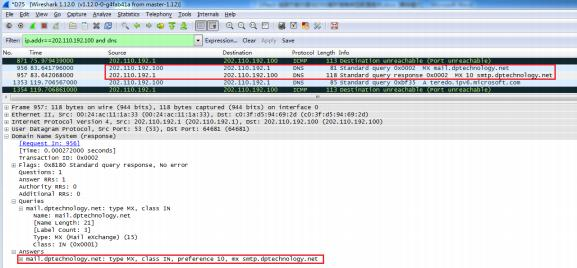 *D25 [Wireshark 1.12.0 (v1.12.0-0-g4fab41a from master-1.12)]
File Edit View Go Capture Analyze Statistics Telephony Tools Internals Help
Filter: ip.addr==202.110.192.100 and dns Expression... Clear Apply Save
No. Time Source Destination Protocol Length Info
871 75.979439000 202.110.192.1 202.110.192.100 ICMP 113 Destination unreachable (Port unreachable)
956 83.641796000 202.110.192.100 202.110.192.1 DNS 81 Standard query 0x0002 MX mail.dptechnology.net
957 83.642068000 202.110.192.1 202.110.192.100 DNS 118 Standard query response 0x0002 MX 10 smtp.dptechnology.net
1353 119.706567000 202.110.192.100 202.110.192.1 DNS 81 Standard query 0xbf35 A teredo.ipv6.microsoft.com
1354 119.706861000 202.110.192.1 202.110.192.100 ICMP 113 Destination unreachable (Port unreachable)
Frame 957: 118 bytes on wire (944 bits), 118 bytes captured (944 bits) on interface 0
Ethernet II, Src: 00:24:ac:11:1a:33 (00:24:ac:11:1a:33), Dst: c0:3f:d5:94:69:2d (c0:3f:d5:94:69:2d)
Internet Protocol Version 4, Src: 202.110.192.1 (202.110.192.1), Dst: 202.110.192.100 (202.110.192.100)
User Datagram Protocol, Src Port: 53 (53), Dst Port: 64681 (64681)
Domain Name System (response)
[Request In: 956]
[Time: 0.000272000 seconds]
Transaction ID: 0x0002
Flags: 0x8180 Standard query response, No error
Questions: 1
Answer RRs: 1
Authority RRs: 0
Additional RRs: 0
Queries
mail.dptechnology.net: type MX, class IN
Name: mail.dptechnology.net
[Name Length: 21]
[Label Count: 3]
Type: MX (Mail eXchange) (15)
Class: IN (0x0001)
Answers
mail.dptechnology.net: type MX, class IN, preference 10, mx smtp.dptechnology.net